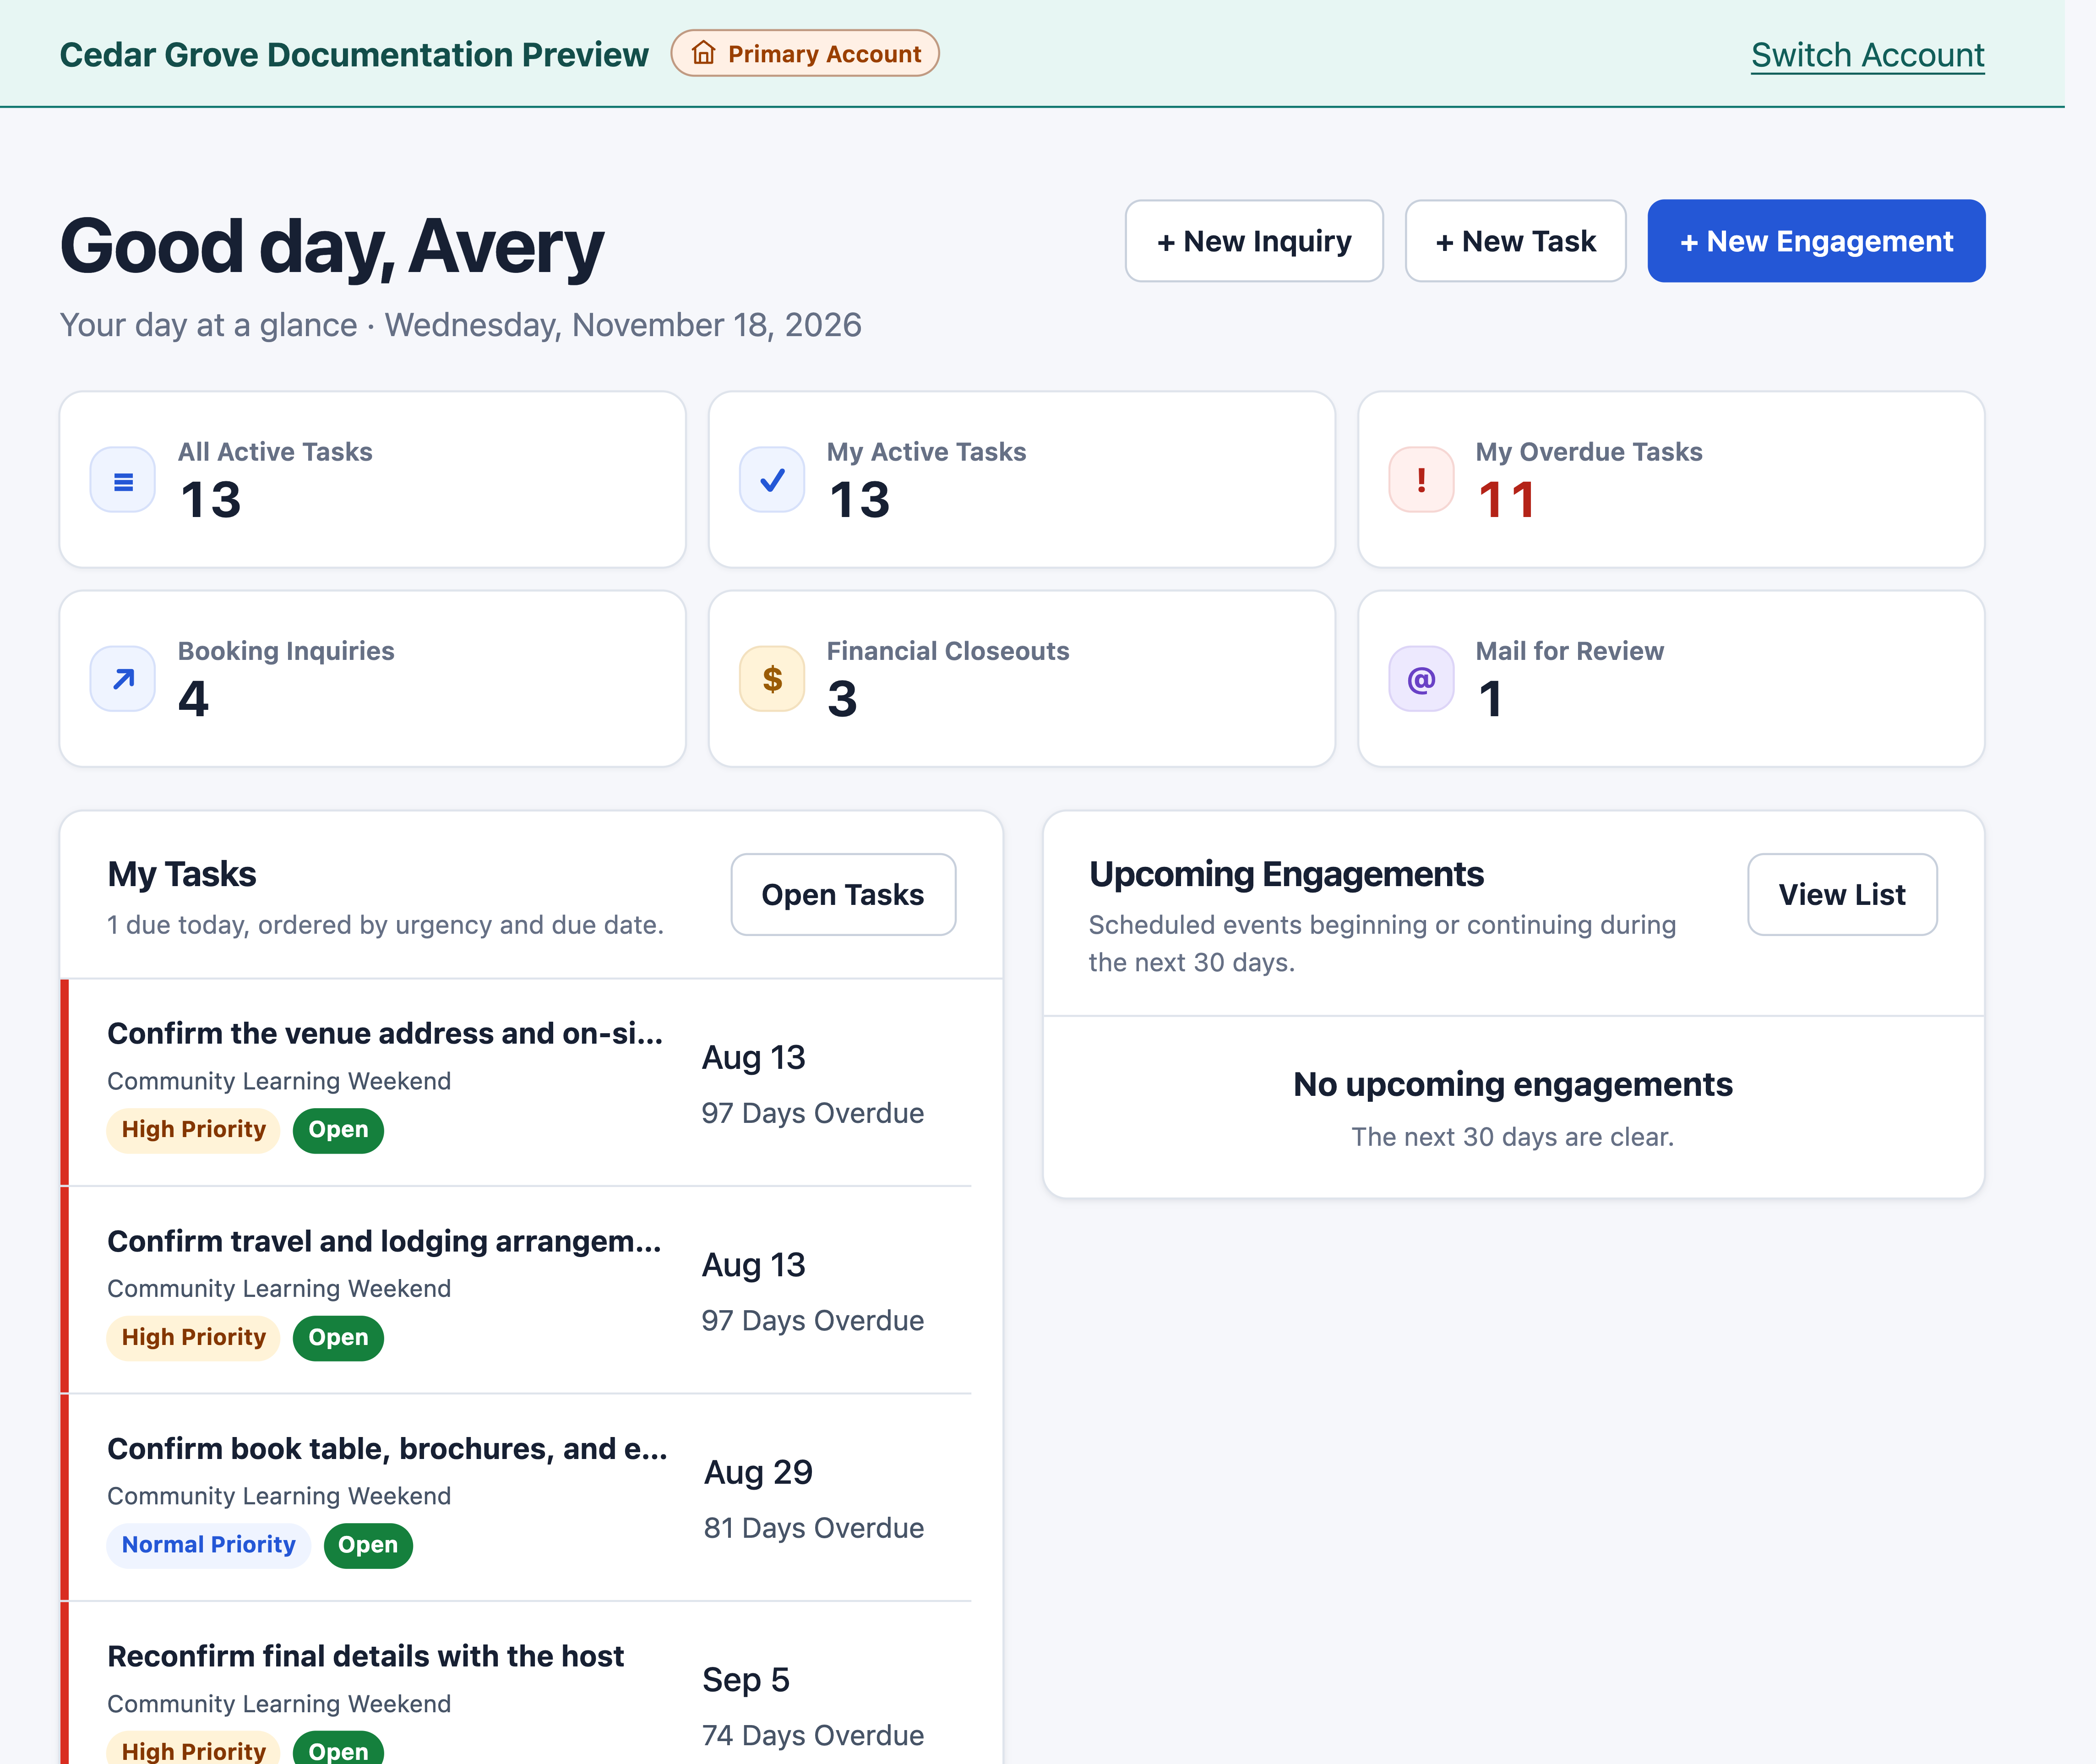 Cedar Grove Documentation Preview
Primary Account
Switch Account
Good day, Avery
Your day at a glance · Wednesday, November 18, 2026
+ New Inquiry
+ New Task
+ New Engagement
All Active Tasks
13
My Active Tasks
13
!
My Overdue Tasks
11
Booking Inquiries
4
$
Financial Closeouts
3
@
Mail for Review
1
My Tasks
1 due today, ordered by urgency and due date.
Open Tasks
Confirm the venue address and on-si...
Community Learning Weekend
High Priority
Open
Aug 13
97 Days Overdue
Confirm travel and lodging arrangem...
Community Learning Weekend
High Priority
Open
Aug 13
97 Days Overdue
Confirm book table, brochures, and e...
Community Learning Weekend
Normal Priority
Open
Aug 29
81 Days Overdue
Reconfirm final details with the host
Community Learning Weekend
High Priority
Open
Sep 5
74 Days Overdue
Upcoming Engagements
Scheduled events beginning or continuing during
the next 30 days.
View List
No upcoming engagements
The next 30 days are clear.